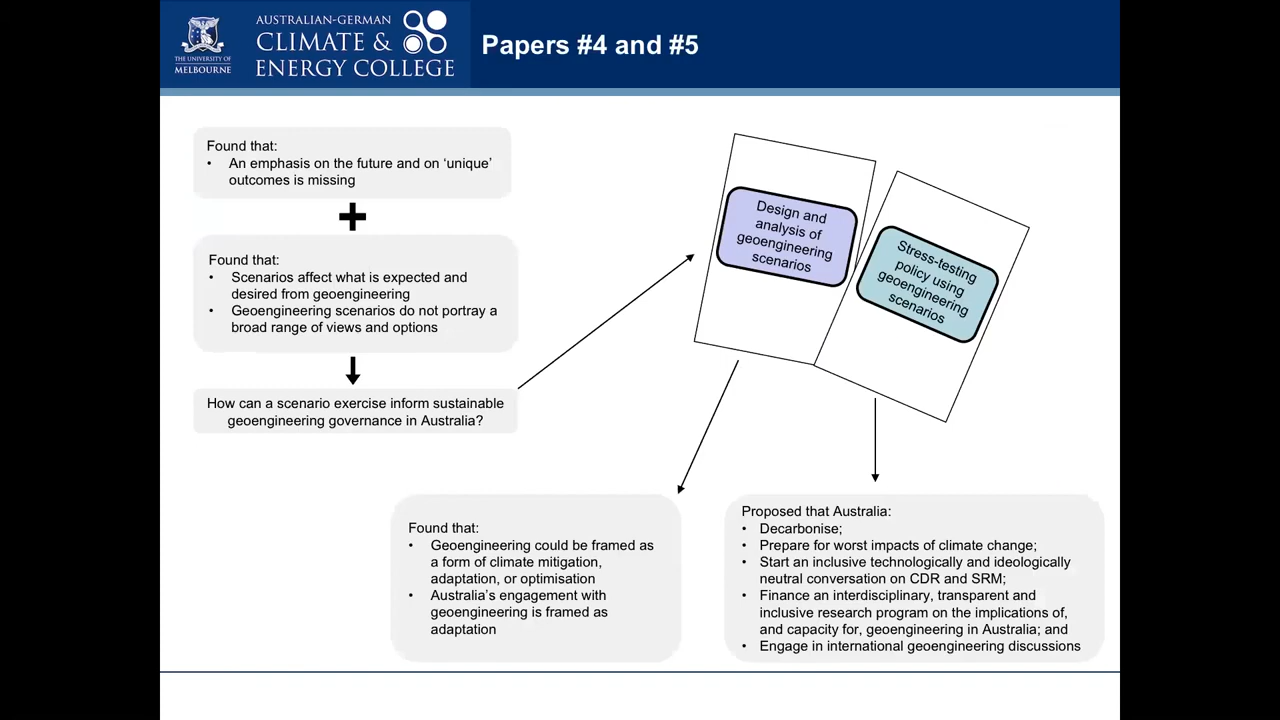 THE UNIVERSITY OF
MELBOURNE
AUSTRALIAN-GERMAN
CLIMATE &
ENERGY COLLEGE
Papers #4 and #5
Found that:
• An emphasis on the future and on ‘unique’
outcomes is missing
Found that:
• Scenarios affect what is expected and
desired from geoengineering
• Geoengineering scenarios do not portray a
broad range of views and options
How can a scenario exercise inform sustainable
geoengineering governance in Australia?
Design and
analysis of
geoengineering
scenarios
Stress-testing
policy using
geoengineering
scenarios
Found that:
• Geoengineering could be framed as
a form of climate mitigation,
adaptation, or optimisation
• Australia’s engagement with
geoengineering is framed as
adaptation
Proposed that Australia:
• Decarbonise;
• Prepare for worst impacts of climate change;
• Start an inclusive technologically and ideologically
neutral conversation on CDR and SRM;
• Finance an interdisciplinary, transparent and
inclusive research program on the implications of,
and capacity for, geoengineering in Australia; and
• Engage in international geoengineering discussions